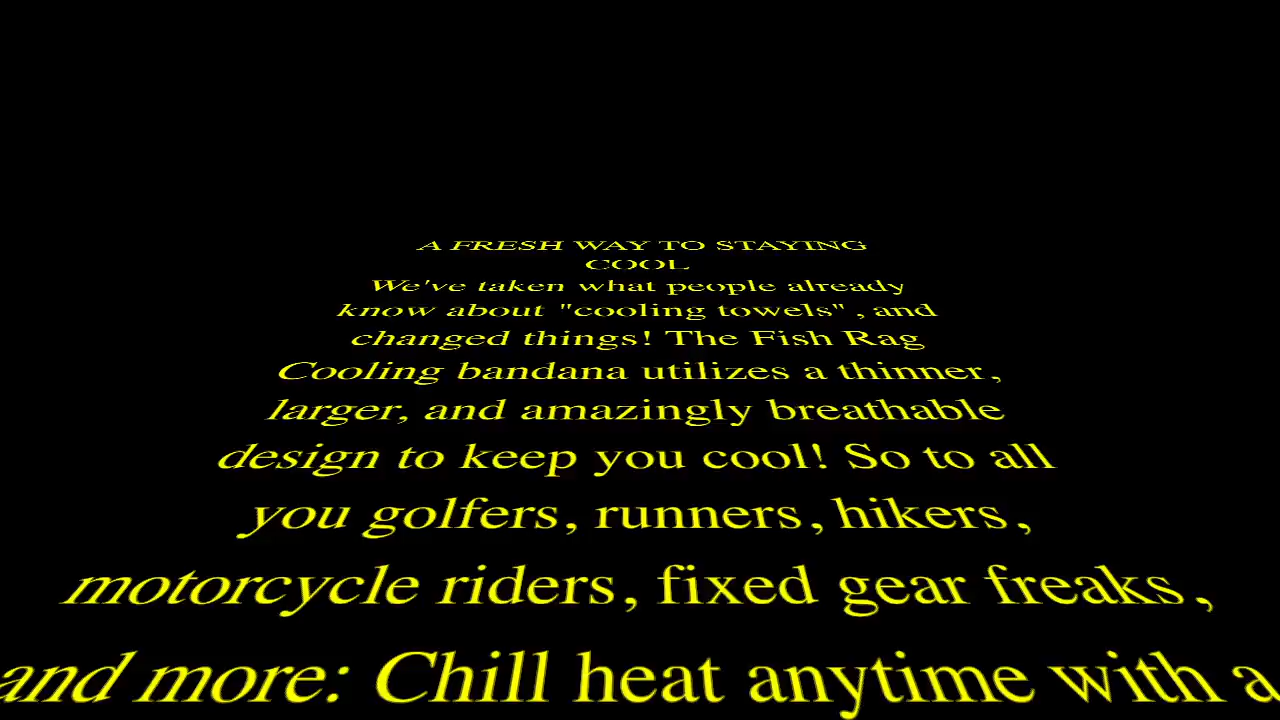 A FRESH WAY TO STAYING
COOL
We've taken what people already
know about "cooling towels" , and
changed things! The Fish Rag
Cooling bandana utilizes a thinner,
larger, and amazingly breathable
design to keep you cool! So to all
you golfers, runners, hikers,
motorcycle riders, fixed gear freaks,
and more: Chill heat anytime with a